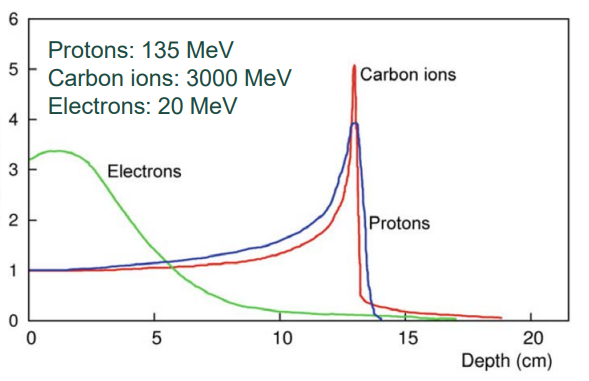 6
Protons: 135 MeV
5
Carbon ions: 3000 MeV
Carbon ions
Electrons: 20 MeV
4
3
Electrons
2
Protons
1
0
0 5 10 15 20
Depth (cm)